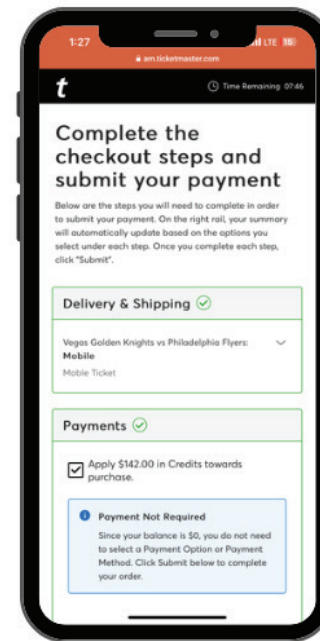 1:27 LTE
am.ticketmaster.com
t Time Remaining 07:46
Complete the
checkout steps and
submit your payment
Below are the steps you will need to complete in order
to submit your payment. On the right rail, your summary
will automatically update based on the options you
select under each step. Once you complete each step,
click "Submit".
Delivery & Shipping
Vegas Golden Knights vs Philadelphia Flyers:
Mobile
Moble Ticket
Payments
Apply $142.00 in Credits towards
purchase.
Payment Not Required
Since your balance is $0, you do not need
to select a Payment Option or Payment
Method. Click Submit below to complete
your order.